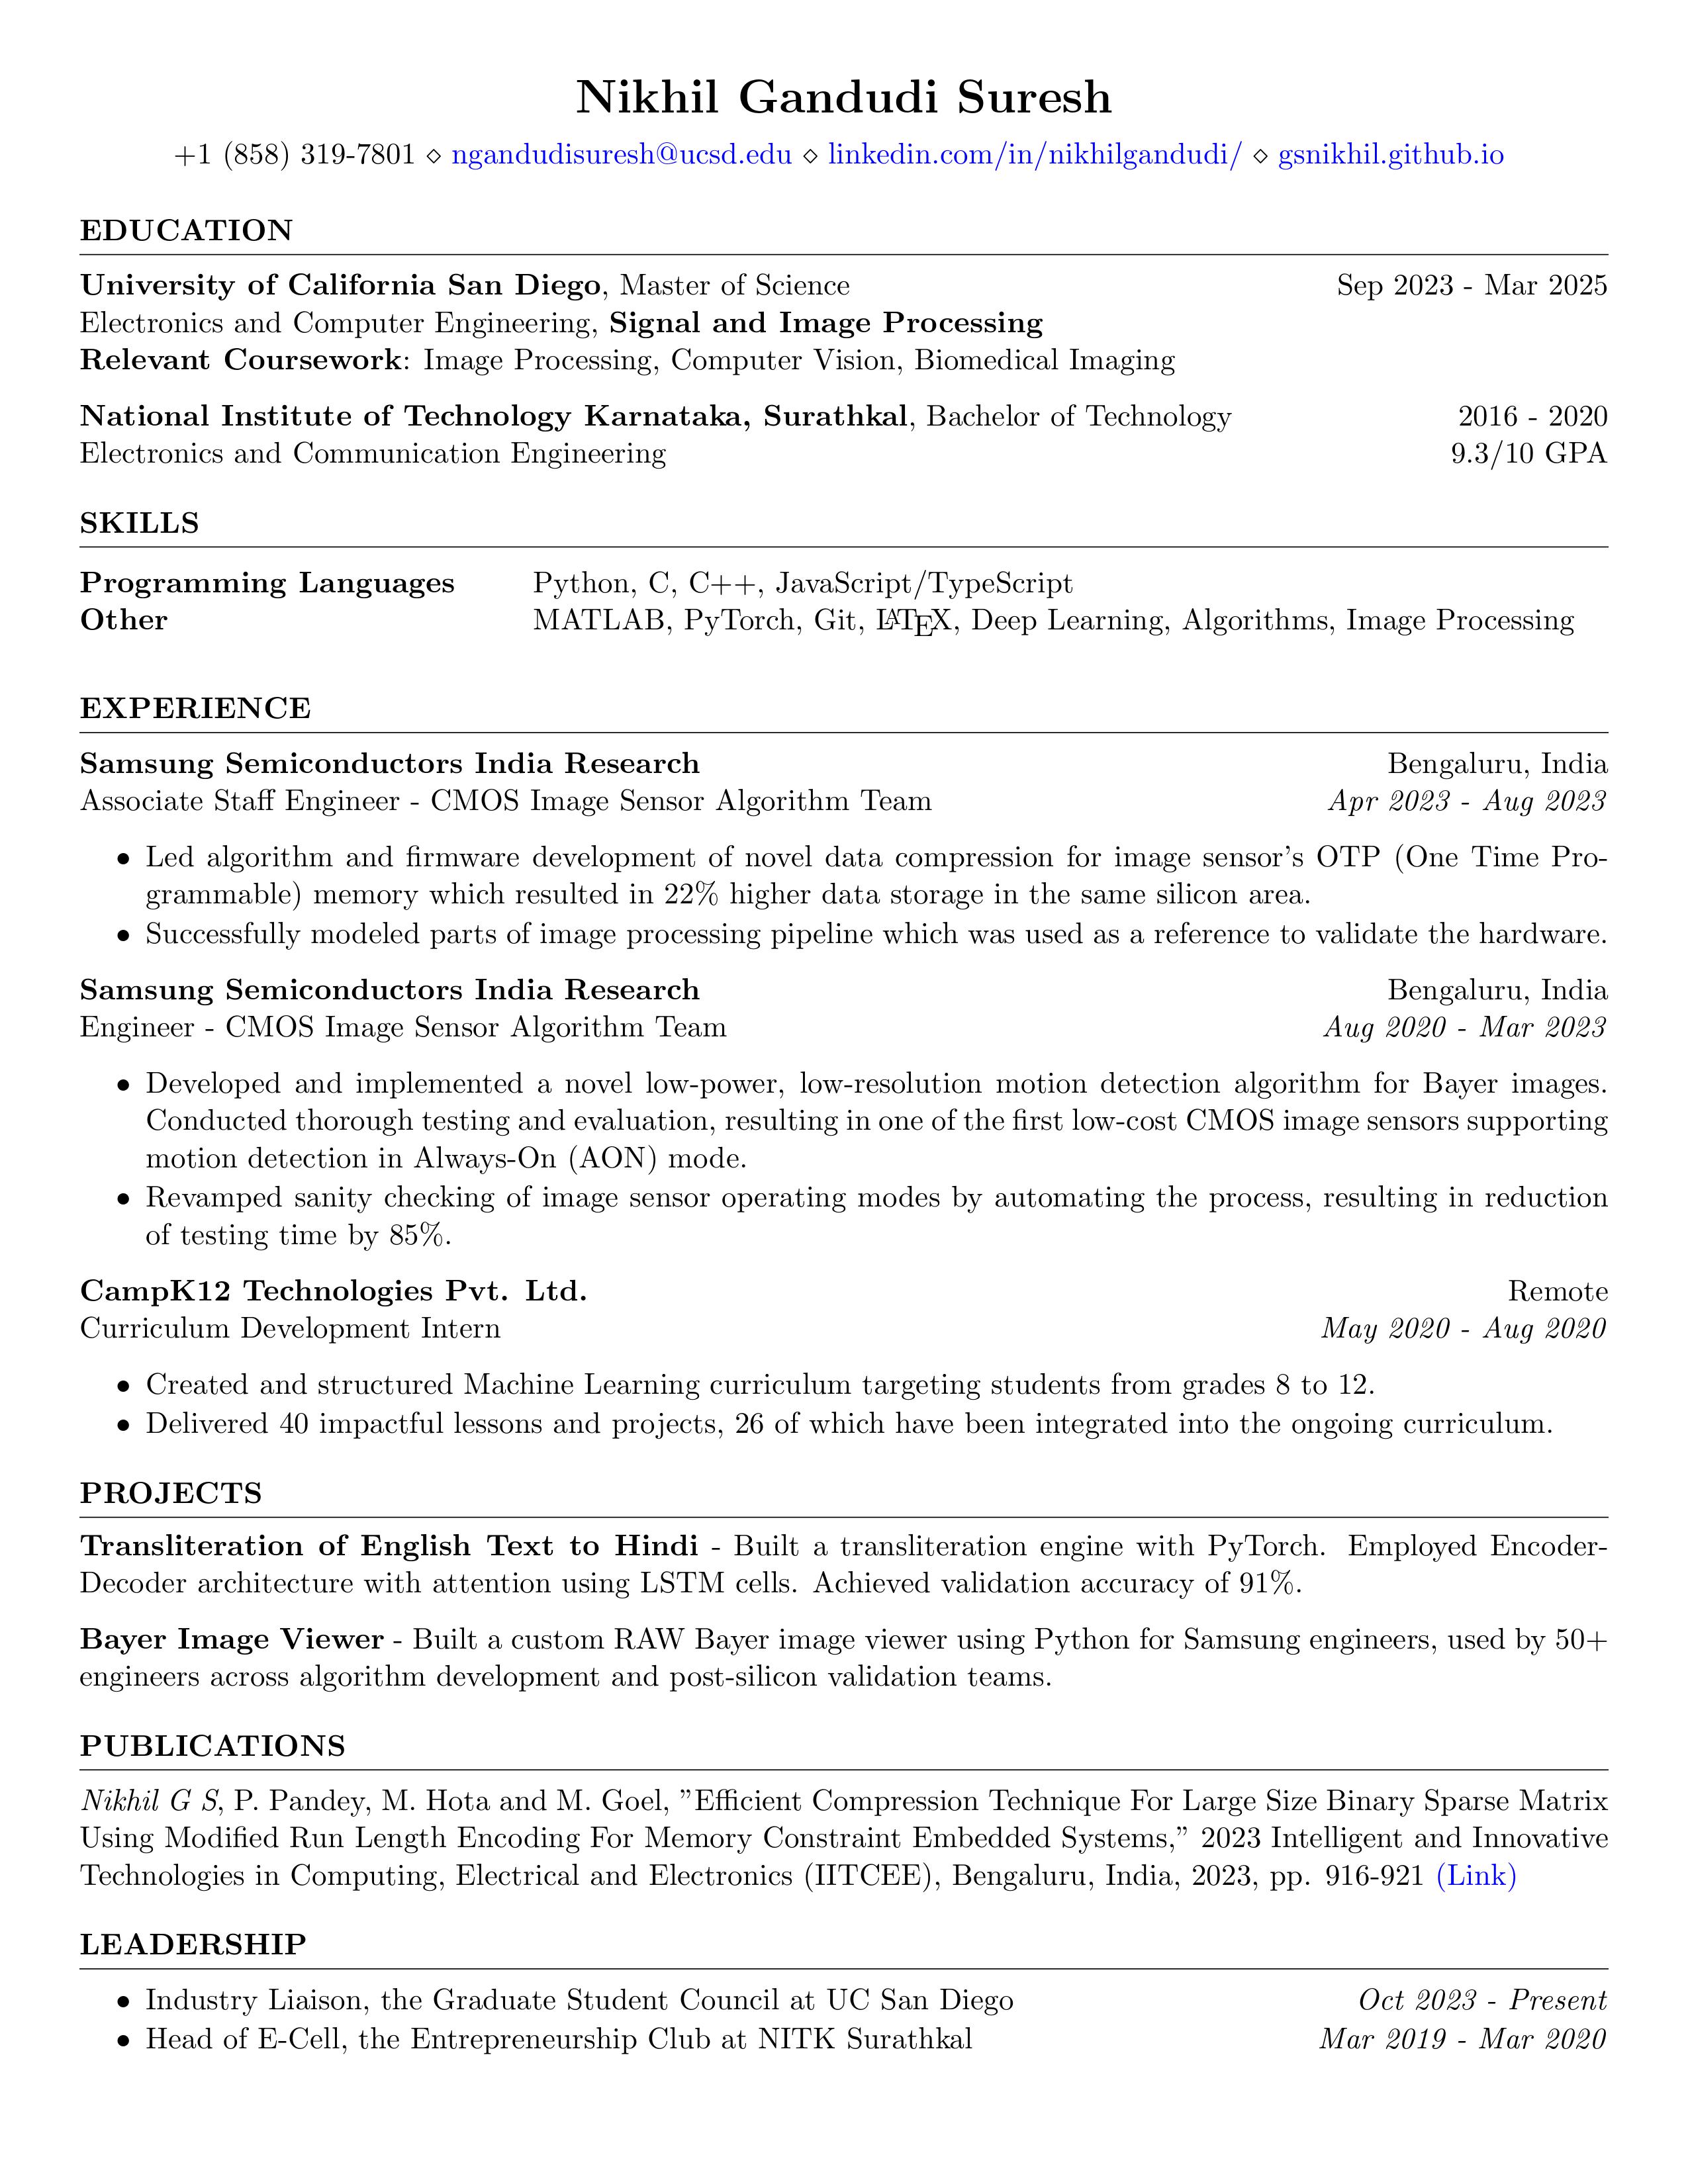 Nikhil Gandudi Suresh
+1 (858) 319-7801 ⋄ ngandudisuresh@ucsd.edu ⋄ linkedin.com/in/nikhilgandudi/ ⋄ gsnikhil.github.io
EDUCATION
University of California San Diego, Master of Science Sep 2023 - Mar 2025
Electronics and Computer Engineering, Signal and Image Processing
Relevant Coursework: Image Processing, Computer Vision, Biomedical Imaging
National Institute of Technology Karnataka, Surathkal, Bachelor of Technology 2016 - 2020
Electronics and Communication Engineering 9.3/10 GPA
SKILLS
Programming Languages Python, C, C++, JavaScript/TypeScript
Other MATLAB, PyTorch, Git, LATEX, Deep Learning, Algorithms, Image Processing
EXPERIENCE
Samsung Semiconductors India Research Bengaluru, India
Associate Staff Engineer - CMOS Image Sensor Algorithm Team Apr 2023 - Aug 2023
• Led algorithm and firmware development of novel data compression for image sensor's OTP (One Time Pro-
grammable) memory which resulted in 22% higher data storage in the same silicon area.
• Successfully modeled parts of image processing pipeline which was used as a reference to validate the hardware.
Samsung Semiconductors India Research Bengaluru, India
Engineer - CMOS Image Sensor Algorithm Team Aug 2020 - Mar 2023
• Developed and implemented a novel low-power, low-resolution motion detection algorithm for Bayer images.
Conducted thorough testing and evaluation, resulting in one of the first low-cost CMOS image sensors supporting
motion detection in Always-On (AON) mode.
• Revamped sanity checking of image sensor operating modes by automating the process, resulting in reduction
of testing time by 85%.
CampK12 Technologies Pvt. Ltd. Remote
Curriculum Development Intern May 2020 - Aug 2020
• Created and structured Machine Learning curriculum targeting students from grades 8 to 12.
• Delivered 40 impactful lessons and projects, 26 of which have been integrated into the ongoing curriculum.
PROJECTS
Transliteration of English Text to Hindi - Built a transliteration engine with PyTorch. Employed Encoder-
Decoder architecture with attention using LSTM cells. Achieved validation accuracy of 91%.
Bayer Image Viewer - Built a custom RAW Bayer image viewer using Python for Samsung engineers, used by 50+
engineers across algorithm development and post-silicon validation teams.
PUBLICATIONS
Nikhil G S, P. Pandey, M. Hota and M. Goel, ”Efficient Compression Technique For Large Size Binary Sparse Matrix
Using Modified Run Length Encoding For Memory Constraint Embedded Systems,” 2023 Intelligent and Innovative
Technologies in Computing, Electrical and Electronics (IITCEE), Bengaluru, India, 2023, pp. 916-921 (Link)
LEADERSHIP
• Industry Liaison, the Graduate Student Council at UC San Diego Oct 2023 - Present
• Head of E-Cell, the Entrepreneurship Club at NITK Surathkal Mar 2019 - Mar 2020